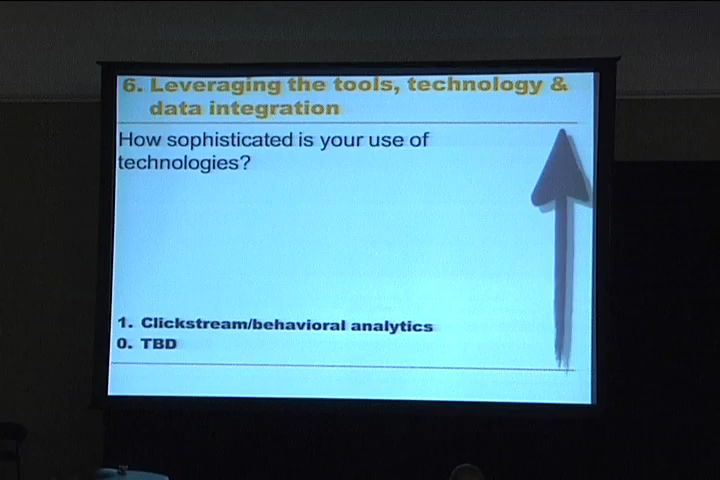 6. Leveraging the tools, technology &
data integration
How sophisticated is your use of
technologies?
1. Clickstream/behavioral analytics
0. TBD